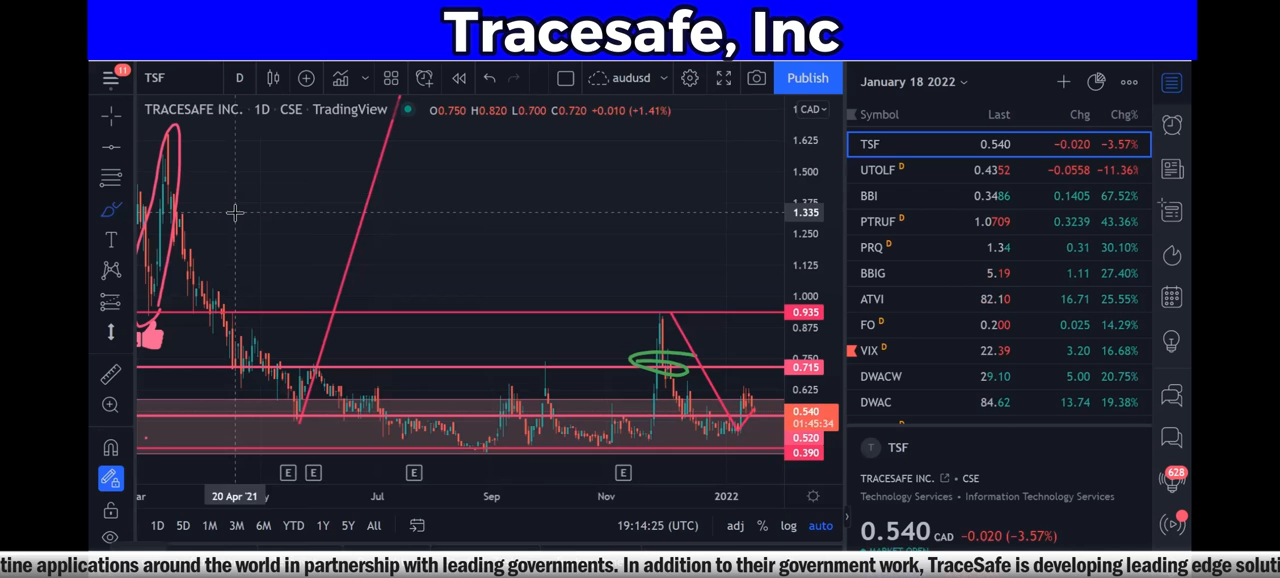 Tracesafe, Inc
11
TSF
D
audusd
Publish
TRACESAFE INC. · 1D · CSE · TradingView
O0.750 H0.820 L0.700 C0.720 +0.010 (+1.41%)
1 CAD
1.625
1.500
1.375
1.335
1.250
1.125
1.000
0.935
0.875
0.750
0.715
0.625
0.540
01:45:34
0.520
0.390
E E E E
20 Apr '21
Jul Sep Nov 2022
1D 5D 1M 3M 6M YTD 1Y 5Y All
19:14:25 (UTC)
adj % log auto
January 18 2022
Symbol Last Chg Chg%
TSF 0.540 −0.020 −3.57%
UTOLF D 0.4352 −0.0558 −11.36%
BBI 0.3486 0.1405 67.52%
PTRUF D 1.0709 0.3239 43.36%
PRQ D 1.34 0.31 30.10%
BBIG 5.19 1.11 27.40%
ATVI 82.10 16.71 25.55%
FO D 0.200 0.025 14.29%
VIX D 22.39 3.20 16.68%
DWACW 29.10 5.00 20.75%
DWAC 84.62 13.74 19.38%
T TSF
TRACESAFE INC. · CSE
Technology Services · Information Technology Services
0.540 CAD −0.020 (−3.57%)
MARKET OPEN
628
tine applications around the world in partnership with leading governments. In addition to their government work, TraceSafe is developing leading edge solut